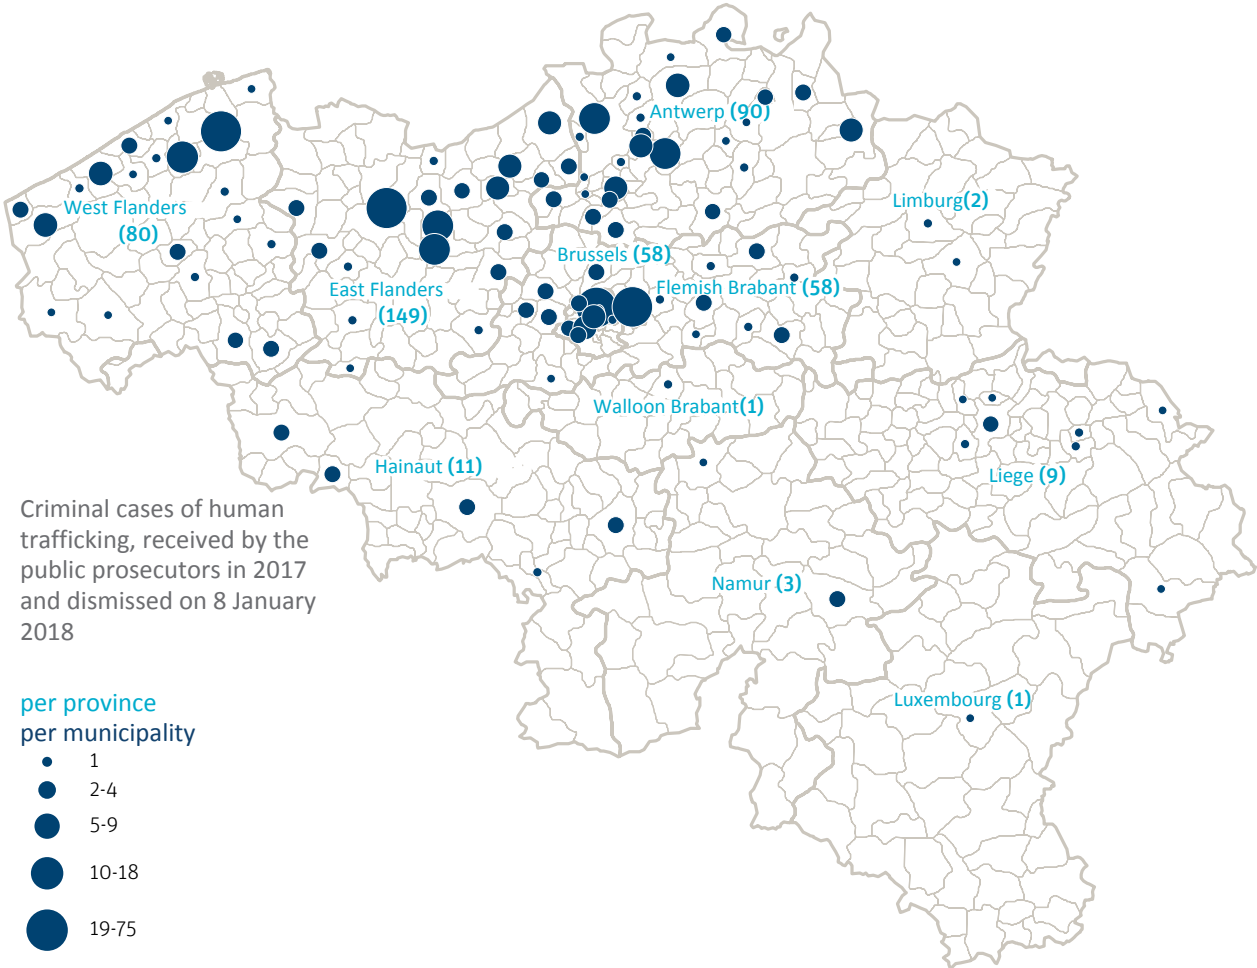 Antwerp (90)
Limburg(2)
West Flanders
(80)
Brussels (58)
East Flanders
(149)
Flemish Brabant (58)
Walloon Brabant(1)
Hainaut (11)
Liege (9)
Criminal cases of human
trafficking, received by the
public prosecutors in 2017
and dismissed on 8 January
2018
Namur (3)
Luxembourg (1)
per province
per municipality
1
2-4
5-9
10-18
19-75